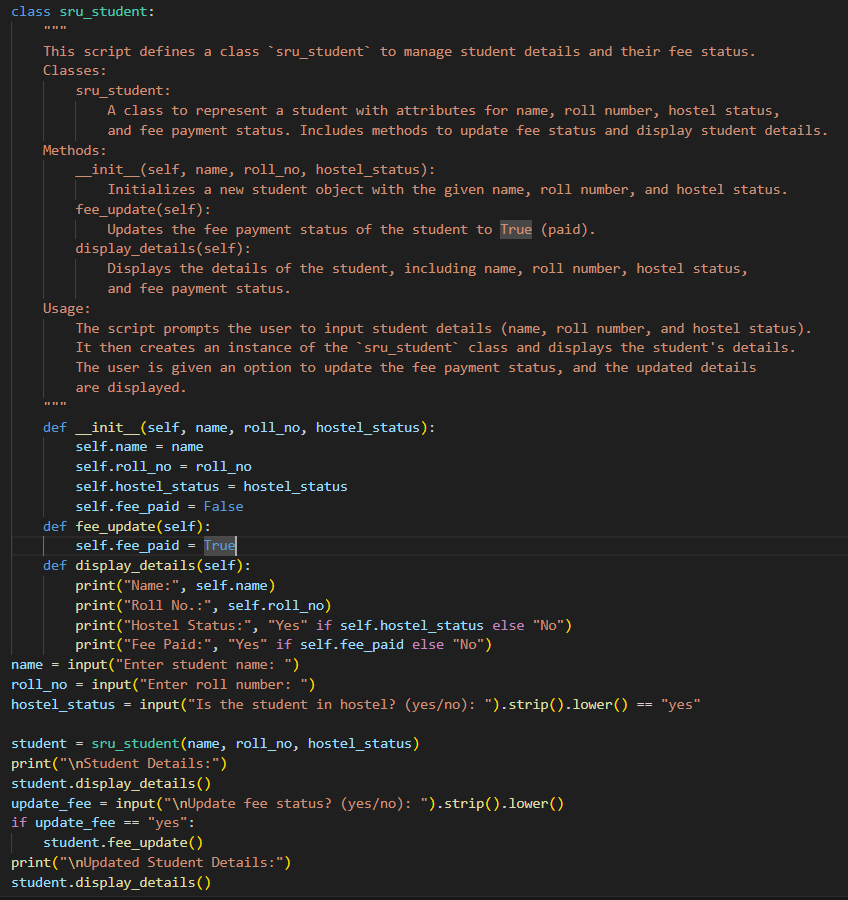 class sru_student:
    """
    This script defines a class `sru_student` to manage student details and their fee status.
    Classes:
        sru_student:
            A class to represent a student with attributes for name, roll number, hostel status,
            and fee payment status. Includes methods to update fee status and display student details.
    Methods:
        __init__(self, name, roll_no, hostel_status):
            Initializes a new student object with the given name, roll number, and hostel status.
        fee_update(self):
            Updates the fee payment status of the student to True (paid).
        display_details(self):
            Displays the details of the student, including name, roll number, hostel status,
            and fee payment status.
    Usage:
        The script prompts the user to input student details (name, roll number, and hostel status).
        It then creates an instance of the `sru_student` class and displays the student's details.
        The user is given an option to update the fee payment status, and the updated details
        are displayed.
    """
    def __init__(self, name, roll_no, hostel_status):
        self.name = name
        self.roll_no = roll_no
        self.hostel_status = hostel_status
        self.fee_paid = False
    def fee_update(self):
        self.fee_paid = True
    def display_details(self):
        print("Name:", self.name)
        print("Roll No.:", self.roll_no)
        print("Hostel Status:", "Yes" if self.hostel_status else "No")
        print("Fee Paid:", "Yes" if self.fee_paid else "No")
name = input("Enter student name: ")
roll_no = input("Enter roll number: ")
hostel_status = input("Is the student in hostel? (yes/no): ").strip().lower() == "yes"

student = sru_student(name, roll_no, hostel_status)
print("\nStudent Details:")
student.display_details()
update_fee = input("\nUpdate fee status? (yes/no): ").strip().lower()
if update_fee == "yes":
    student.fee_update()
print("\nUpdated Student Details:")
student.display_details()